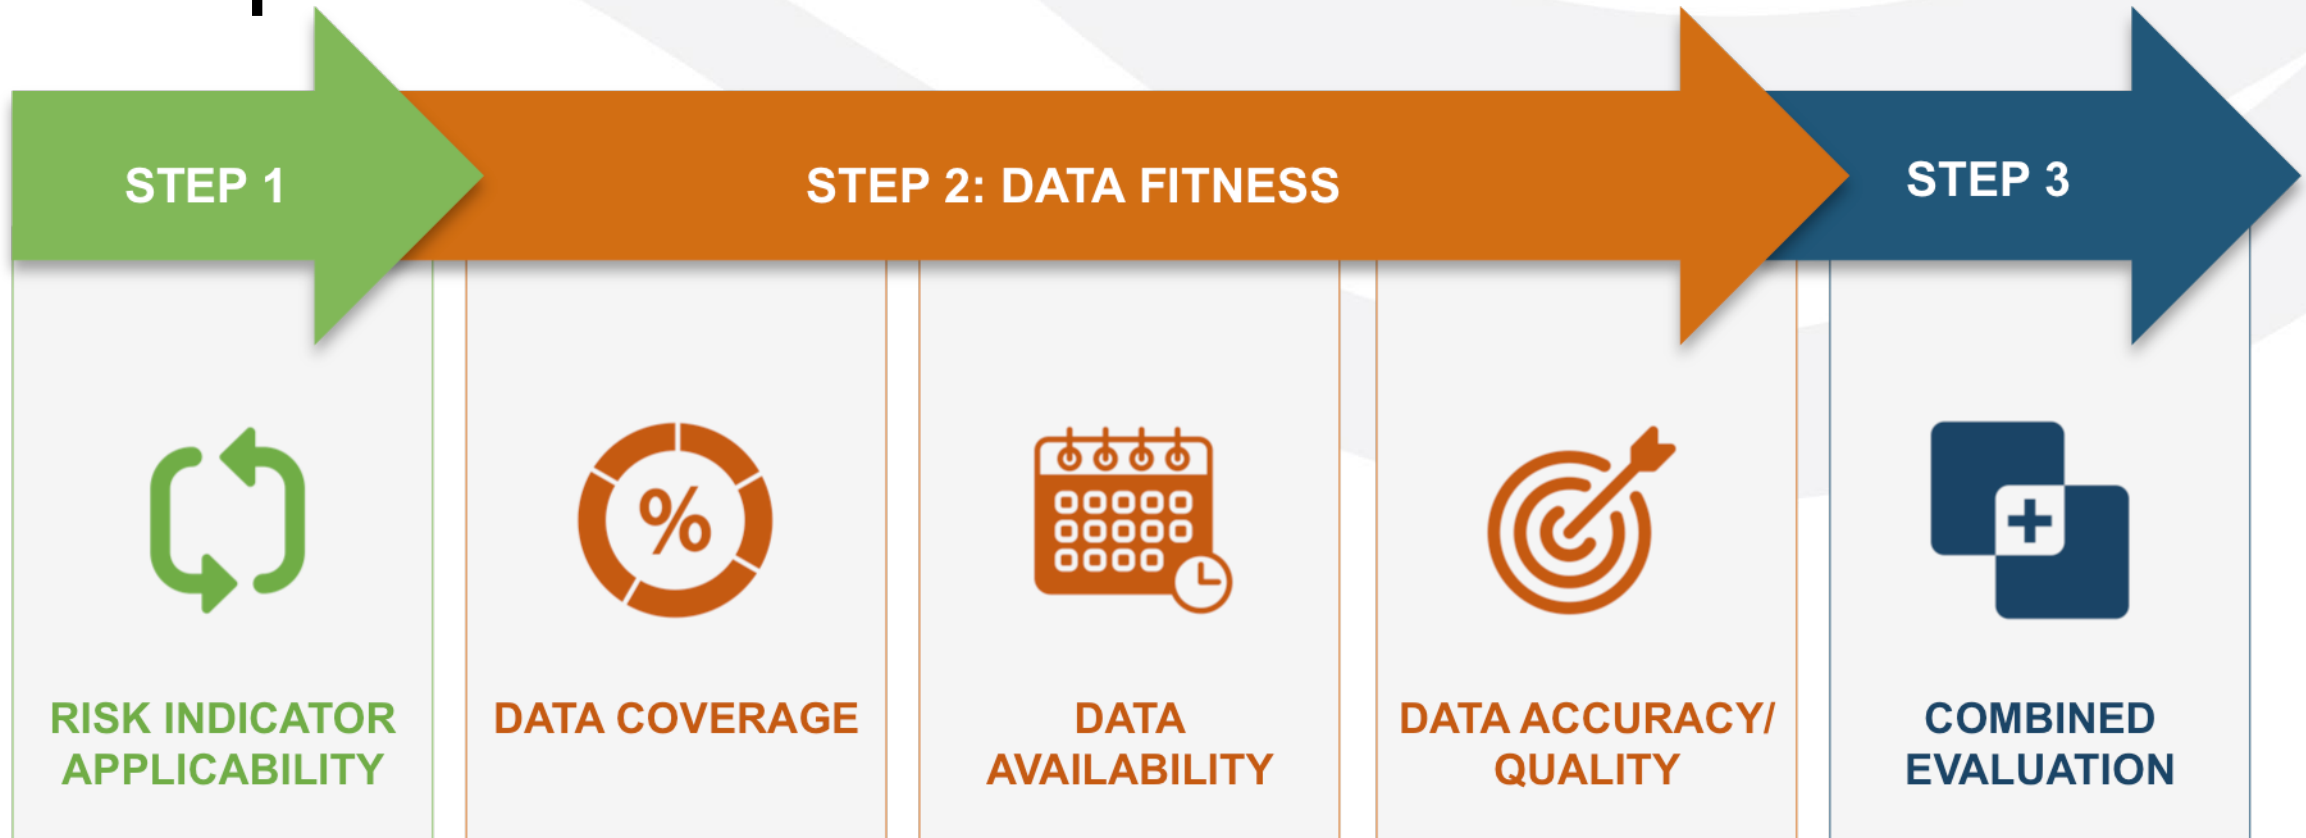 STEP 1
STEP 2: DATA FITNESS
STEP 3
%
RISK INDICATOR
APPLICABILITY
DATA COVERAGE
DATA
AVAILABILITY
DATA ACCURACY/
QUALITY
COMBINED
EVALUATION